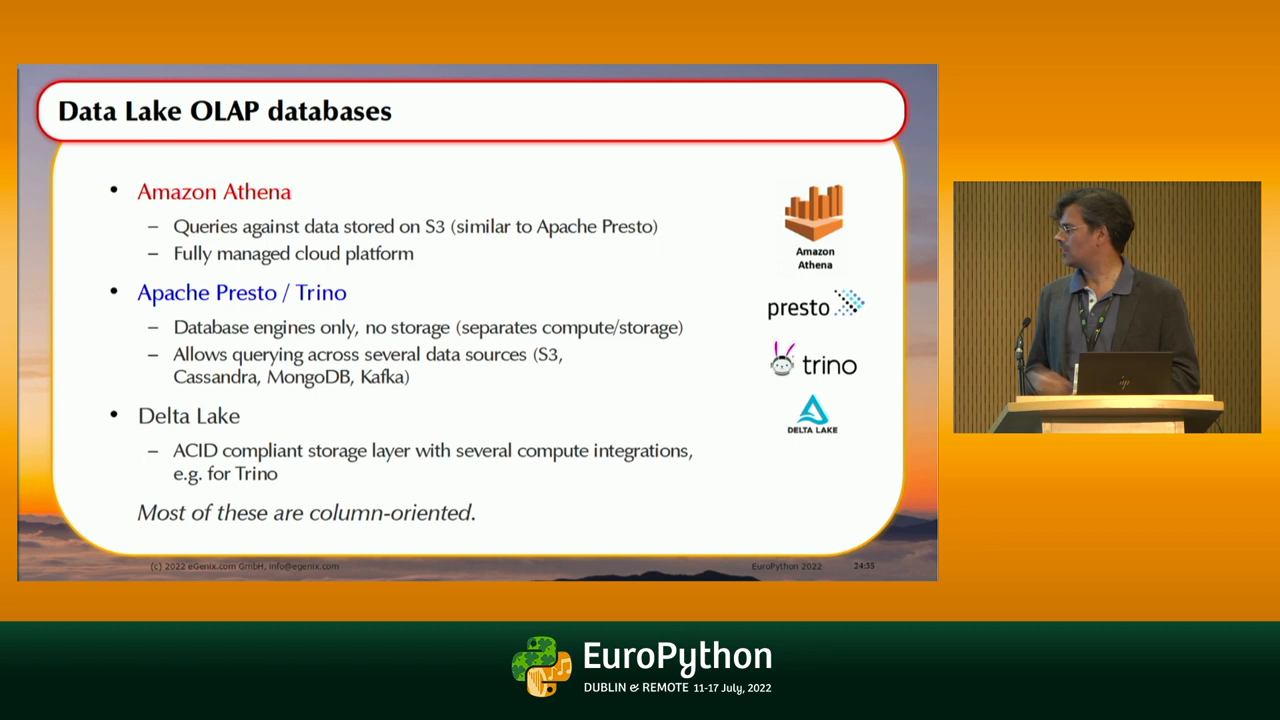 Data Lake OLAP databases
• Amazon Athena
– Queries against data stored on S3 (similar to Apache Presto)
– Fully managed cloud platform
Amazon
Athena
• Apache Presto / Trino
– Database engines only, no storage (separates compute/storage)
– Allows querying across several data sources (S3,
Cassandra, MongoDB, Kafka)
presto
trino
• Delta Lake
– ACID compliant storage layer with several compute integrations,
e.g. for Trino
DELTA LAKE
Most of these are column-oriented.
(c) 2022 eGenix.com GmbH, info@egenix.com
EuroPython 2022
24:35
hp
EuroPython
DUBLIN & REMOTE 11-17 July, 2022